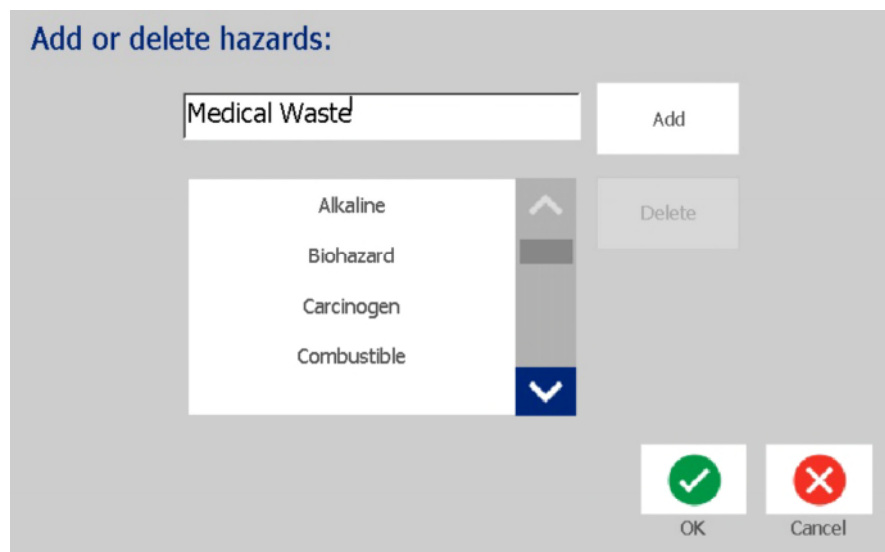 Add or delete hazards:
Medical Waste
Add
Alkaline
Delete
Biohazard
Carcinogen
Combustible
OK
Cancel